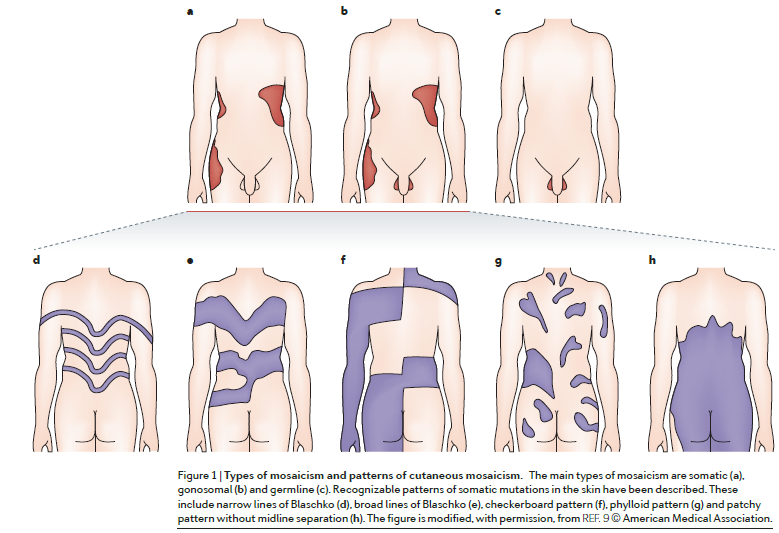 a
b
c
d
e
f
g
h
Figure 1 | Types of mosaicism and patterns of cutaneous mosaicism. The main types of mosaicism are somatic (a),
gonosomal (b) and germline (c). Recognizable patterns of somatic mutations in the skin have been described. These
include narrow lines of Blaschko (d), broad lines of Blaschko (e), checkerboard pattern (f), phylloid pattern (g) and patchy
pattern without midline separation (h). The figure is modified, with permission, from REF. 9 © American Medical Association.